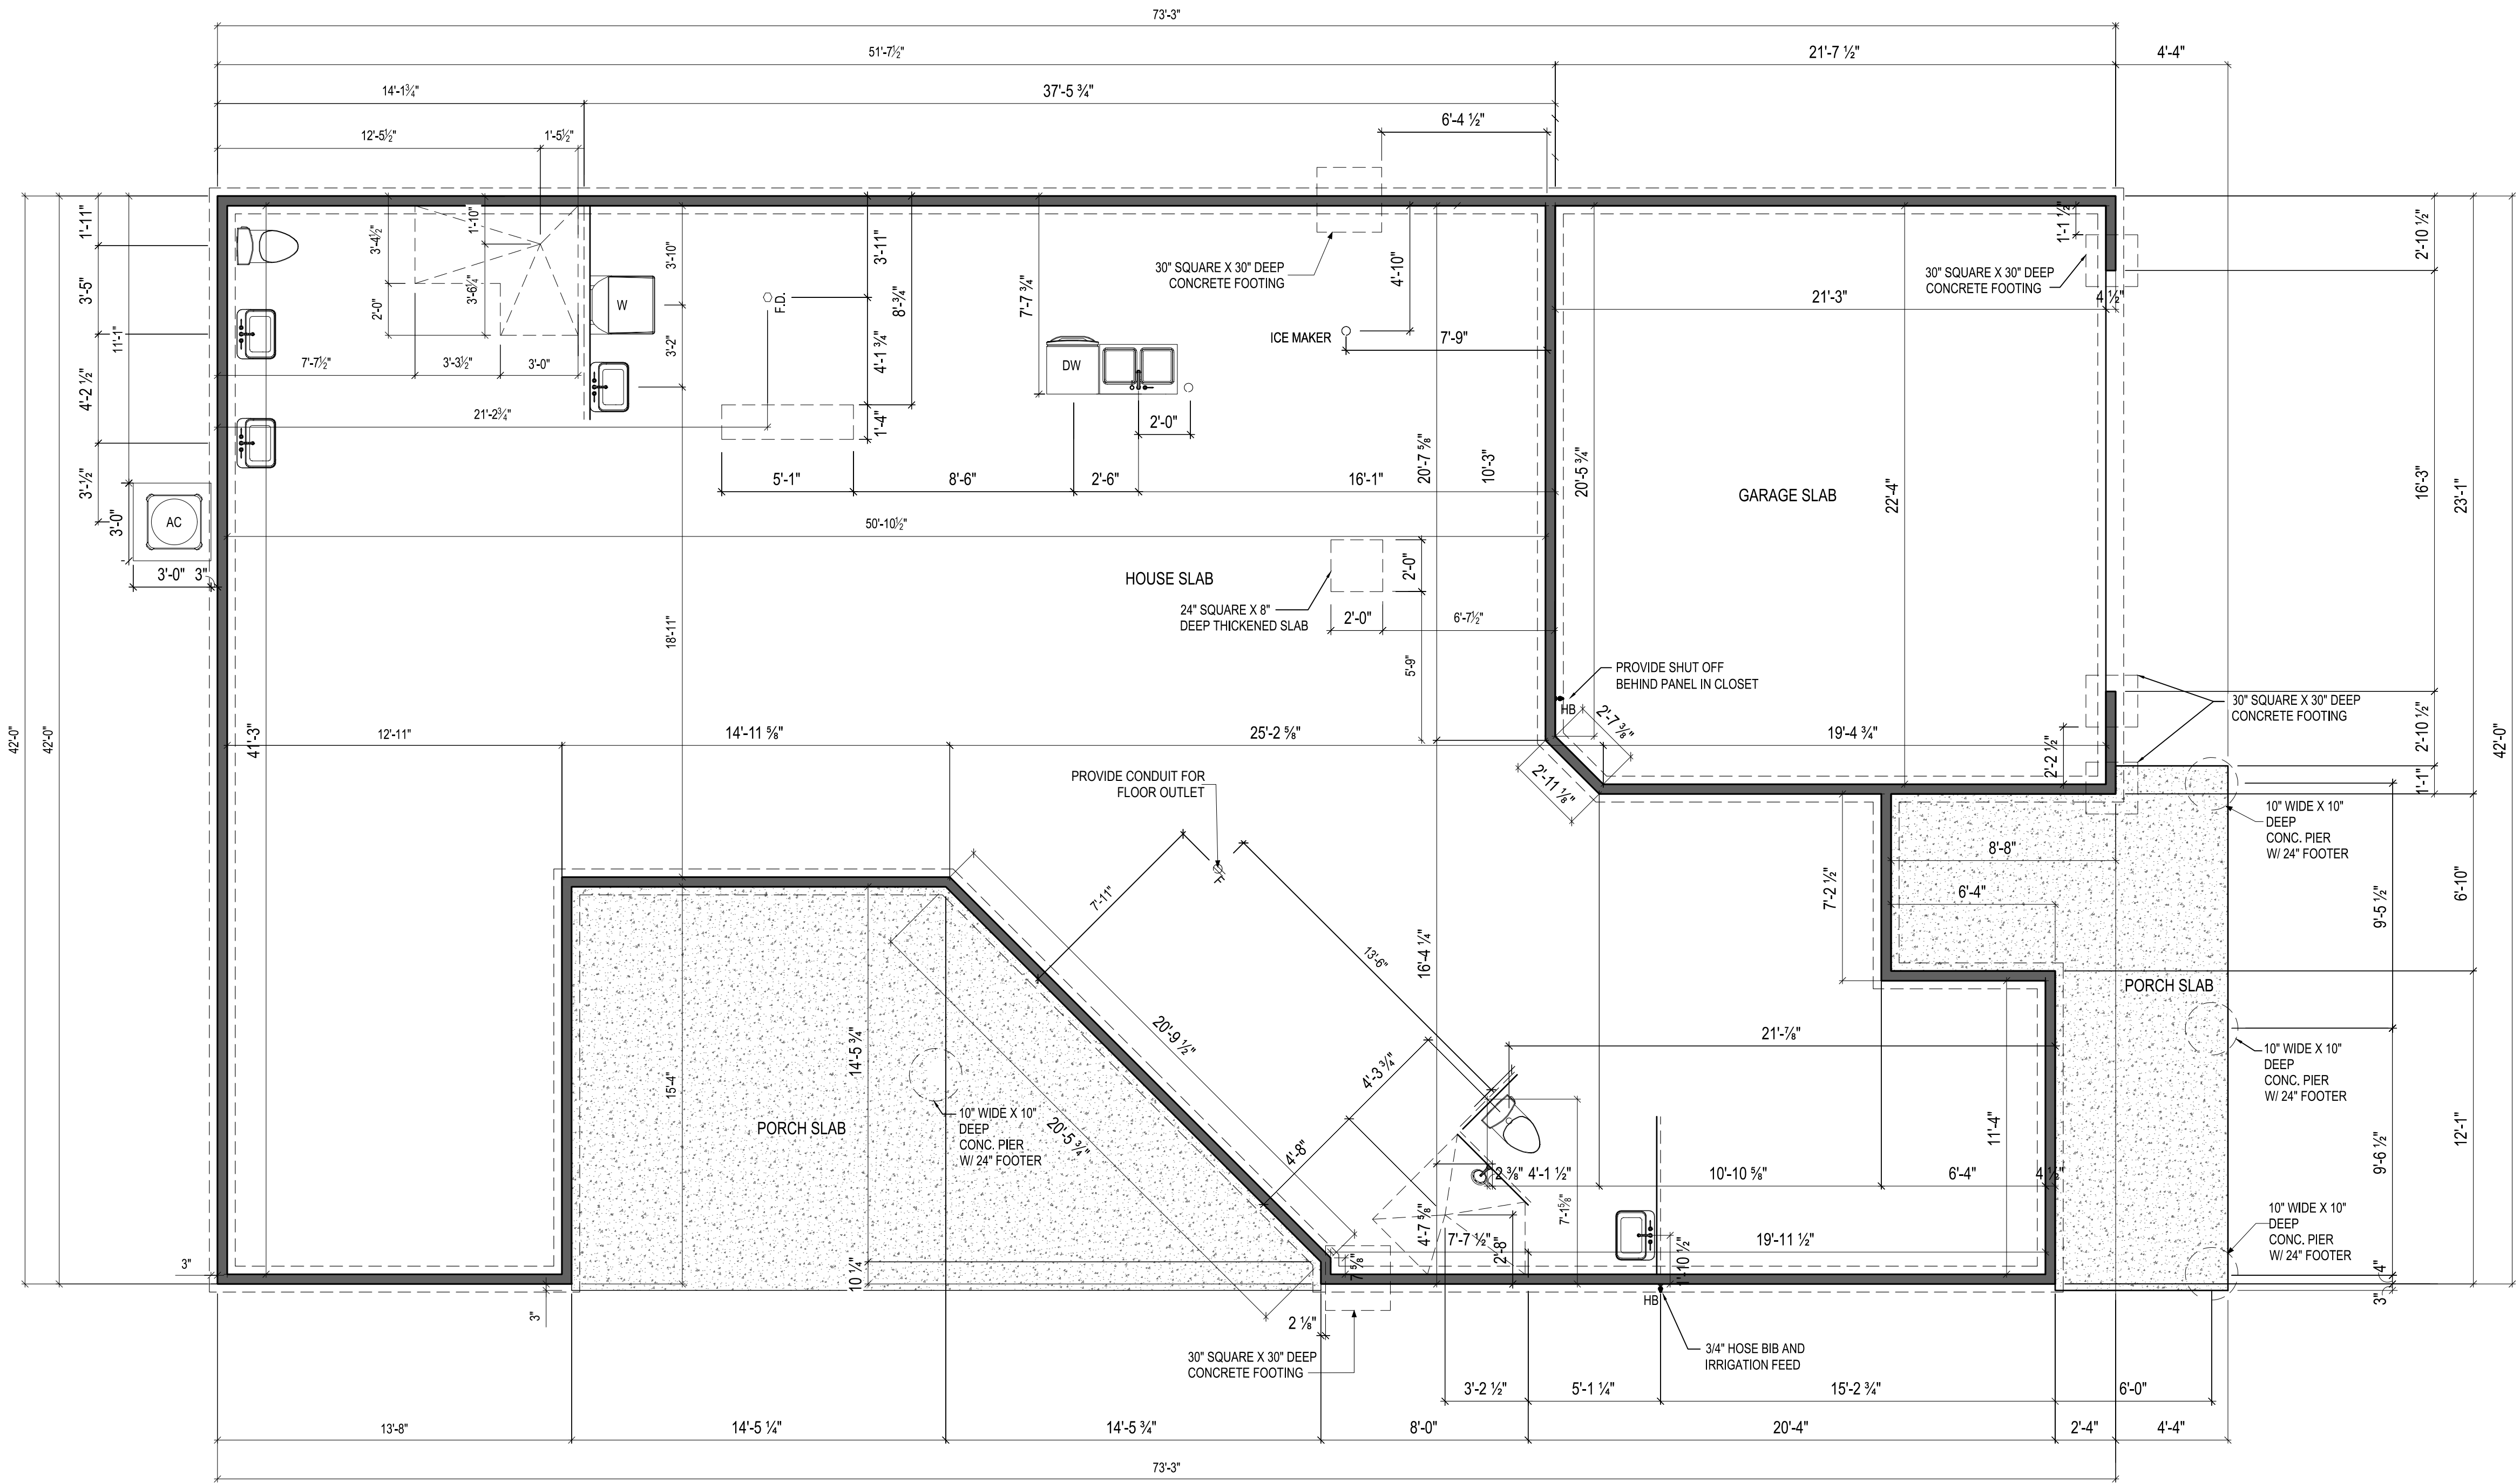 73'-3"
51'-7½"
21'-7 ½"
4'-4"
14'-1¾"
37'-5 ¾"
6'-4 ½"
12'-5½"
1'-5½"
1'-11"
3'-5"
11'-1"
4'-2 ½"
3'-½"
3'-0"
AC
3'-0"
3"
42'-0"
42'-0"
3'-4½"
1'-10"
2'-0"
3'-6¼"
7'-7½"
3'-3½"
3'-0"
21'-2¾"
W
3'-10"
3'-2"
F.D.
3'-11"
8'-¾"
4'-1 ¾"
1'-4"
7'-7 ¾"
DW
2'-0"
30" SQUARE X 30" DEEP
CONCRETE FOOTING
4'-10"
ICE MAKER
7'-9"
5'-1"
8'-6"
2'-6"
16'-1"
20'-7 ⅝"
10'-3"
20'-5 ¾"
50'-10½"
HOUSE SLAB
24" SQUARE X 8"
DEEP THICKENED SLAB
2'-0"
2'-0"
6'-7½"
5'-9"
18'-11"
1'-1 ½"
30" SQUARE X 30" DEEP
CONCRETE FOOTING
21'-3"
4 ½"
GARAGE SLAB
22'-4"
2'-10 ½"
16'-3"
23'-1"
2'-10 ½"
1'-1"
42'-0"
PROVIDE SHUT OFF
BEHIND PANEL IN CLOSET
HB
2'-7 ⅜"
2'-11 ⅛"
19'-4 ¾"
2'-2 ½"
30" SQUARE X 30" DEEP
CONCRETE FOOTING
41'-3"
12'-11"
14'-11 ⅝"
25'-2 ⅝"
PROVIDE CONDUIT FOR
FLOOR OUTLET
F
7'-11"
13'-6"
16'-4 ¼"
7'-2 ½"
8'-8"
6'-4"
10" WIDE X 10"
DEEP
CONC. PIER
W/ 24" FOOTER
9'-5 ½"
6'-10"
PORCH SLAB
10" WIDE X 10"
DEEP
CONC. PIER
W/ 24" FOOTER
9'-6 ½"
12'-1"
10" WIDE X 10"
DEEP
CONC. PIER
W/ 24" FOOTER
4"
3"
15'-4"
14'-5 ¾"
10 ¼"
PORCH SLAB
10" WIDE X 10"
DEEP
CONC. PIER
W/ 24" FOOTER
20'-9 ½"
20'-5 ¾"
4'-3 ¾"
4'-8"
21'-⅞"
11'-4"
2 ⅜"
4'-1 ½"
10'-10 ⅝"
6'-4"
4 ½"
7'-1⅝"
4'-7 ⅝"
7'-7 ½"
2'-8"
19'-11 ½"
1'-10 ½"
7 ⅝"
3"
3"
2 ⅛"
30" SQUARE X 30" DEEP
CONCRETE FOOTING
HB
3/4" HOSE BIB AND
IRRIGATION FEED
3'-2 ½"
5'-1 ¼"
15'-2 ¾"
6'-0"
13'-8"
14'-5 ¼"
14'-5 ¾"
8'-0"
20'-4"
2'-4"
4'-4"
73'-3"